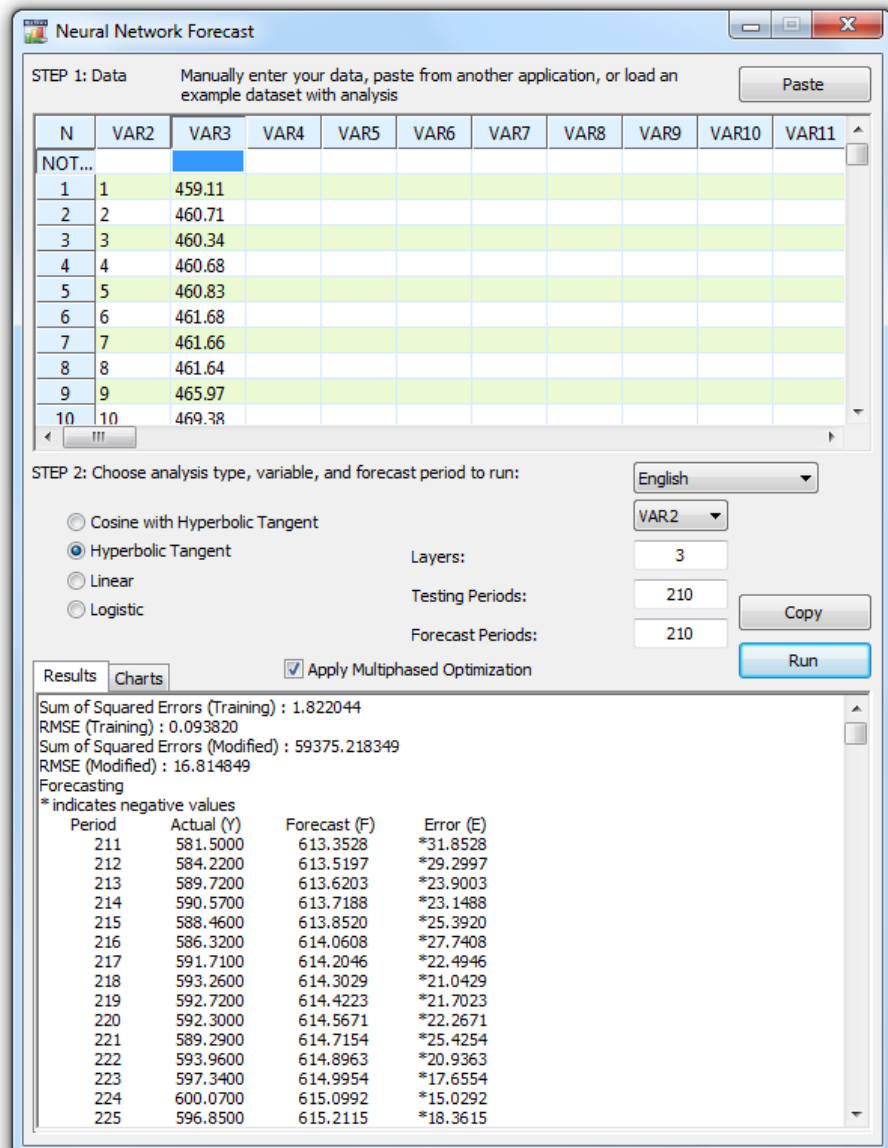 Neural Network Forecast
STEP 1: Data Manually enter your data, paste from another application, or load an
example dataset with analysis
Paste
N VAR2 VAR3 VAR4 VAR5 VAR6 VAR7 VAR8 VAR9 VAR10 VAR11
NOT...
1 1 459.11
2 2 460.71
3 3 460.34
4 4 460.68
5 5 460.83
6 6 461.68
7 7 461.66
8 8 461.64
9 9 465.97
10 10 469.38
STEP 2: Choose analysis type, variable, and forecast period to run:
English
Cosine with Hyperbolic Tangent
VAR2
Hyperbolic Tangent
Layers: 3
Linear
Testing Periods: 210
Logistic
Copy
Forecast Periods: 210
Run
Results Charts
Apply Multiphased Optimization
Sum of Squared Errors (Training) : 1.822044
RMSE (Training) : 0.093820
Sum of Squared Errors (Modified) : 59375.218349
RMSE (Modified) : 16.814849
Forecasting
* indicates negative values
Period Actual (Y) Forecast (F) Error (E)
211 581.5000 613.3528 *31.8528
212 584.2200 613.5197 *29.2997
213 589.7200 613.6203 *23.9003
214 590.5700 613.7188 *23.1488
215 588.4600 613.8520 *25.3920
216 586.3200 614.0608 *27.7408
217 591.7100 614.2046 *22.4946
218 593.2600 614.3029 *21.0429
219 592.7200 614.4223 *21.7023
220 592.3000 614.5671 *22.2671
221 589.2900 614.7154 *25.4254
222 593.9600 614.8963 *20.9363
223 597.3400 614.9954 *17.6554
224 600.0700 615.0992 *15.0292
225 596.8500 615.2115 *18.3615